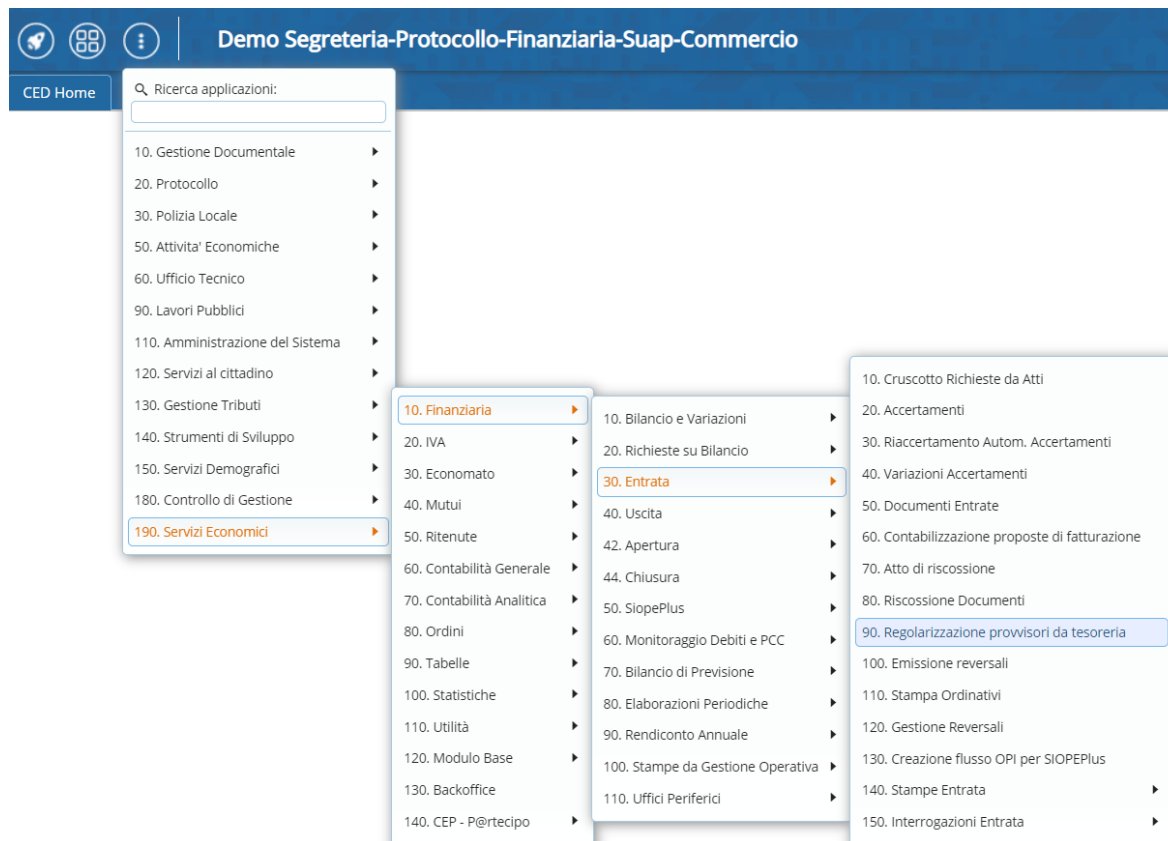 Demo Segreteria-Protocollo-Finanziaria-Suap-Commercio
CED Home
Ricerca applicazioni:
10. Gestione Documentale
20. Protocollo
30. Polizia Locale
50. Attivita' Economiche
60. Ufficio Tecnico
90. Lavori Pubblici
110. Amministrazione del Sistema
120. Servizi al cittadino
130. Gestione Tributi
140. Strumenti di Sviluppo
150. Servizi Demografici
180. Controllo di Gestione
190. Servizi Economici
10. Finanziaria
20. IVA
30. Economato
40. Mutui
50. Ritenute
60. Contabilità Generale
70. Contabilità Analitica
80. Ordini
90. Tabelle
100. Statistiche
110. Utilità
120. Modulo Base
130. Backoffice
140. CEP - P@rtecipo
10. Bilancio e Variazioni
20. Richieste su Bilancio
30. Entrata
40. Uscita
42. Apertura
44. Chiusura
50. SiopePlus
60. Monitoraggio Debiti e PCC
70. Bilancio di Previsione
80. Elaborazioni Periodiche
90. Rendiconto Annuale
100. Stampe da Gestione Operativa
110. Uffici Periferici
10. Cruscotto Richieste da Atti
20. Accertamenti
30. Riaccertamento Autom. Accertamenti
40. Variazioni Accertamenti
50. Documenti Entrate
60. Contabilizzazione proposte di fatturazione
70. Atto di riscossione
80. Riscossione Documenti
90. Regolarizzazione provvisori da tesoreria
100. Emissione reversali
110. Stampa Ordinativi
120. Gestione Reversali
130. Creazione flusso OPI per SIOPEPlus
140. Stampe Entrata
150. Interrogazioni Entrata